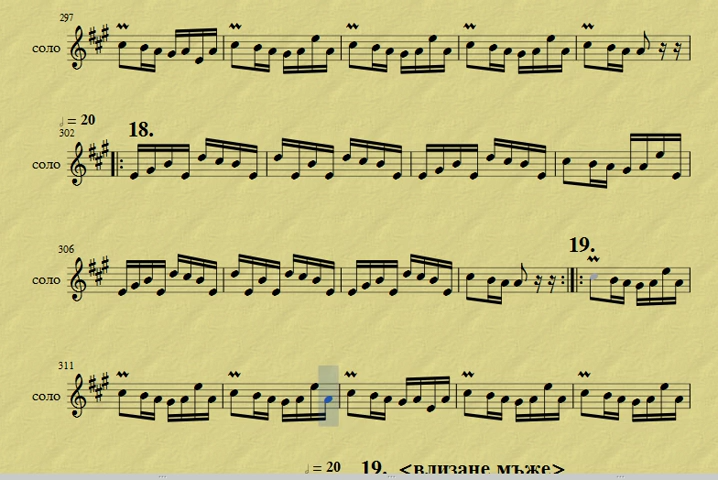 297
соло
𝅗𝅥 = 20
302
18.
соло
306
19.
соло
311
соло
𝅗𝅥 = 20 19. <влизане мъже>